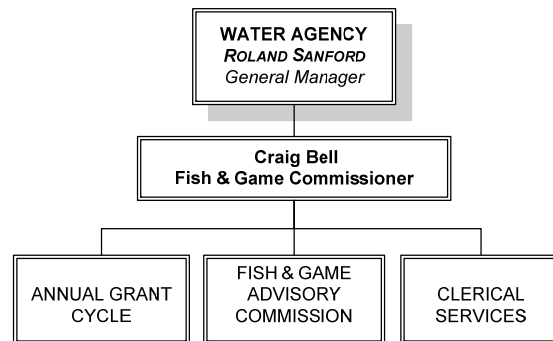 WATER AGENCY
ROLAND SANFORD
General Manager
Craig Bell
Fish & Game Commissioner
ANNUAL GRANT
CYCLE
FISH & GAME
ADVISORY
COMMISSION
CLERICAL
SERVICES